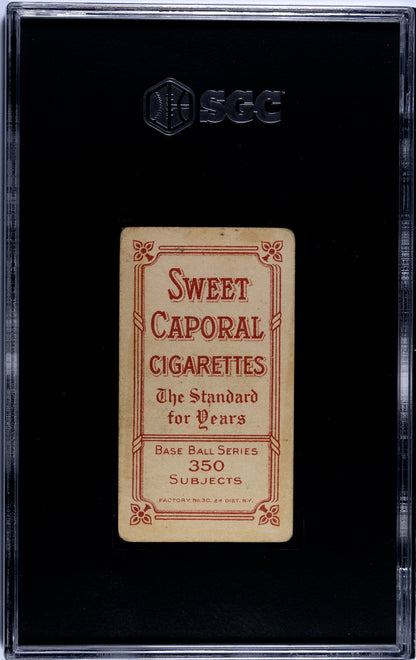 SGC
SWEET
CAPORAL
CIGARETTES
The Standard
for Years
BASE BALL SERIES
350
SUBJECTS
FACTORY No. 30, 2d DIST. N.Y.